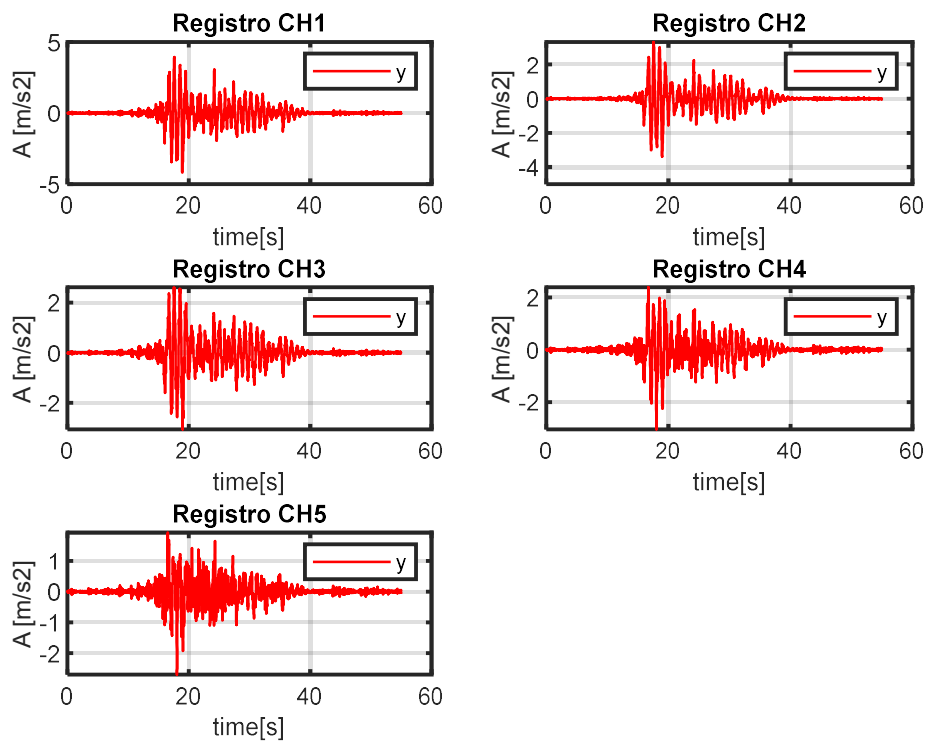 Registro CH1
5
0
-5
A [m/s2]
y
0 20 40 60
time[s]
Registro CH2
2
0
-2
-4
A [m/s2]
y
0 20 40 60
time[s]
Registro CH3
2
0
-2
A [m/s2]
y
0 20 40 60
time[s]
Registro CH4
2
0
-2
A [m/s2]
y
0 20 40 60
time[s]
Registro CH5
1
0
-1
-2
A [m/s2]
y
0 20 40 60
time[s]